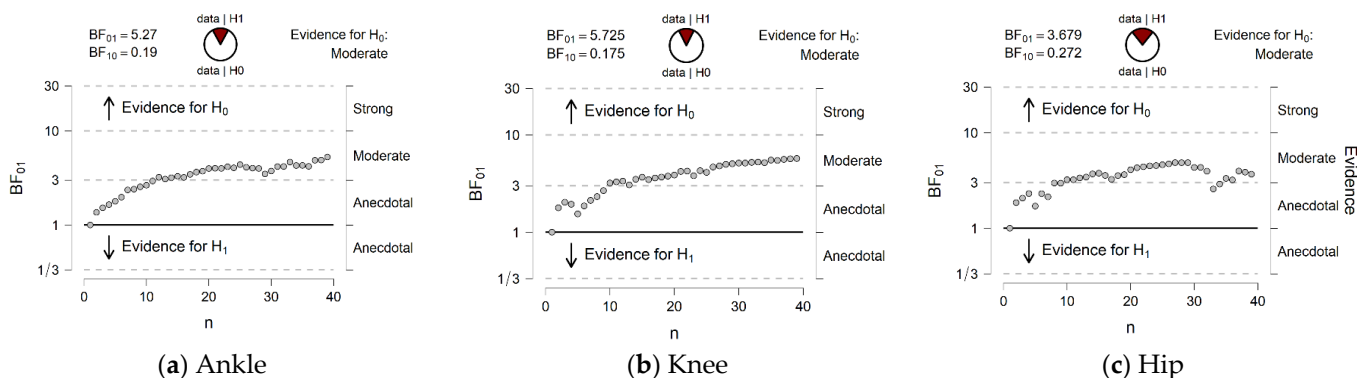 data | H1
BF01 = 5.27
BF10 = 0.19
Evidence for H0:
Moderate
data | H0
30
10
3
1
1/3
BF01
↑ Evidence for H0
↓ Evidence for H1
Strong
Moderate
Anecdotal
Anecdotal
0 10 20 30 40
n
(a) Ankle
data | H1
BF01 = 5.725
BF10 = 0.175
Evidence for H0:
Moderate
data | H0
30
10
3
1
1/3
BF01
↑ Evidence for H0
↓ Evidence for H1
Strong
Moderate
Anecdotal
Anecdotal
0 10 20 30 40
n
(b) Knee
data | H1
BF01 = 3.679
BF10 = 0.272
Evidence for H0:
Moderate
data | H0
30
10
3
1
1/3
BF01
↑ Evidence for H0
↓ Evidence for H1
Strong
Moderate
Anecdotal
Anecdotal
Evidence
0 10 20 30 40
n
(c) Hip